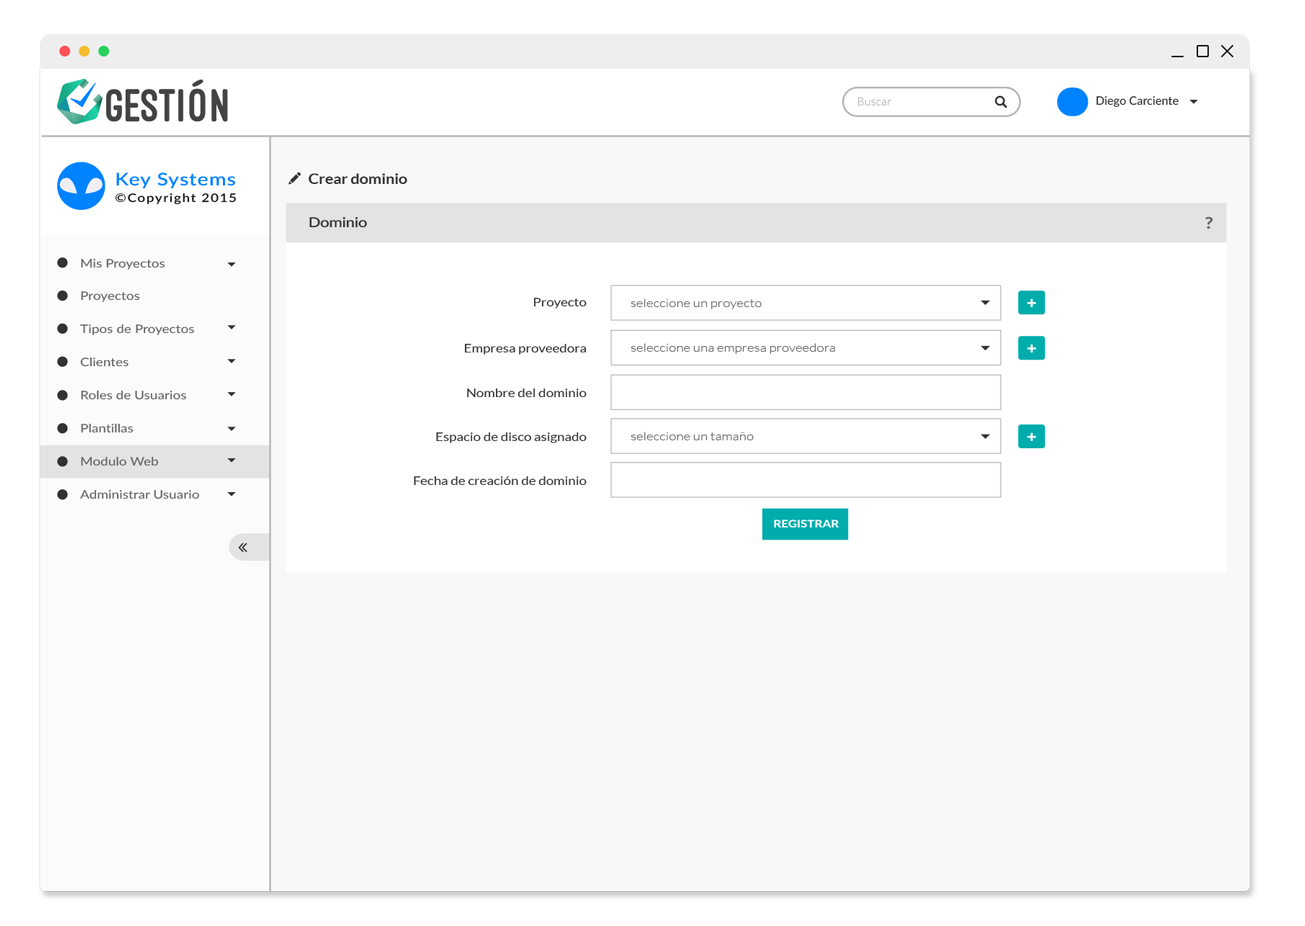 GESTIÓN
Buscar
Diego Carciente
Key Systems
©Copyright 2015
Mis Proyectos
Proyectos
Tipos de Proyectos
Clientes
Roles de Usuarios
Plantillas
Modulo Web
Administrar Usuario
«
Crear dominio
Dominio
?
Proyecto
seleccione un proyecto
+
Empresa proveedora
seleccione una empresa proveedora
+
Nombre del dominio
Espacio de disco asignado
seleccione un tamaño
+
Fecha de creación de dominio
REGISTRAR